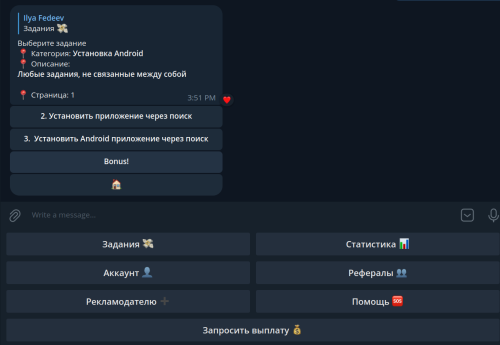 Ilya Fedeev
Задания 💸
Выберите задание
📍 Категория: Установка Android
📍 Описание:
Любые задания, не связанные между собой
📍 Страница: 1
3:51 PM
2. Установить приложение через поиск
3. Установить Android приложение через поиск
Bonus!
Write a message...
Задания 💸
Статистика 📊
Аккаунт 👤
Рефералы 👥
Рекламодателю ➕
Помощь 🆘
Запросить выплату 💰